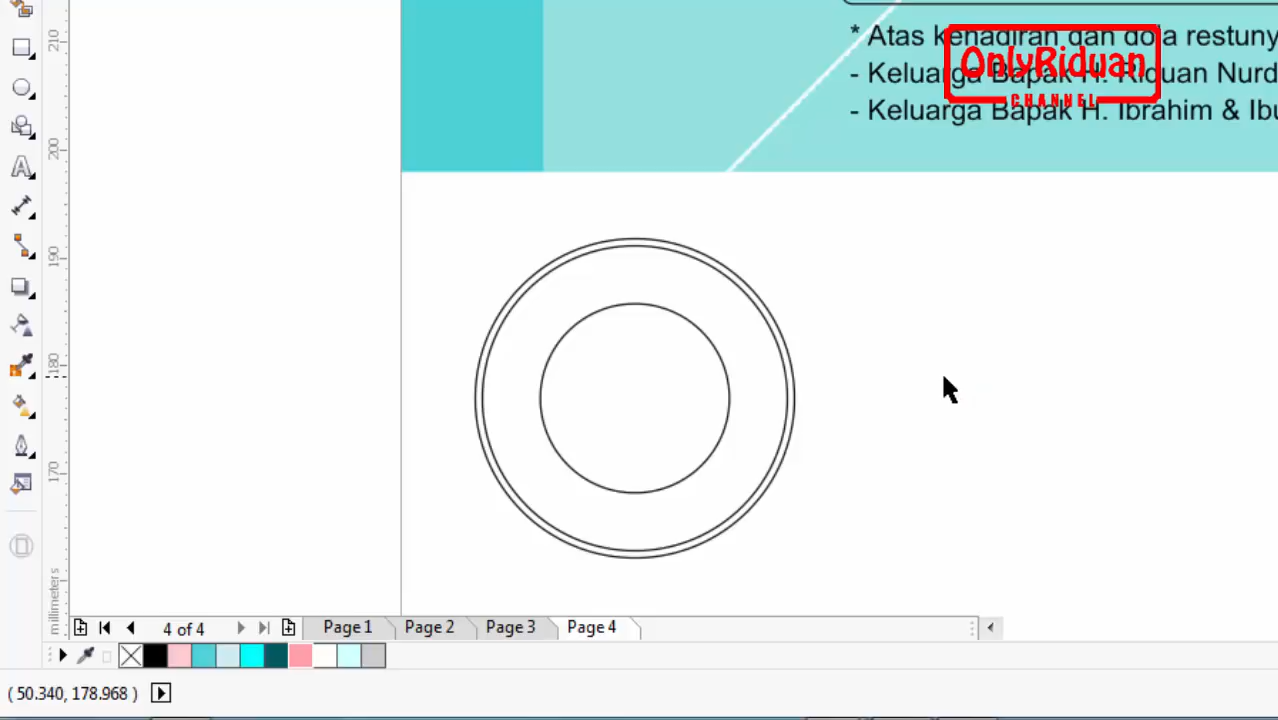 * Atas kehadiran dan do'a restuny
- Keluarga Bapak H. Riduan Nurd
- Keluarga Bapak H. Ibrahim & Ibu
OnlyRiduan
CHANNEL
210
200
190
180
170
millimeters
4 of 4
Page 1
Page 2
Page 3
Page 4
( 50.340, 178.968 )